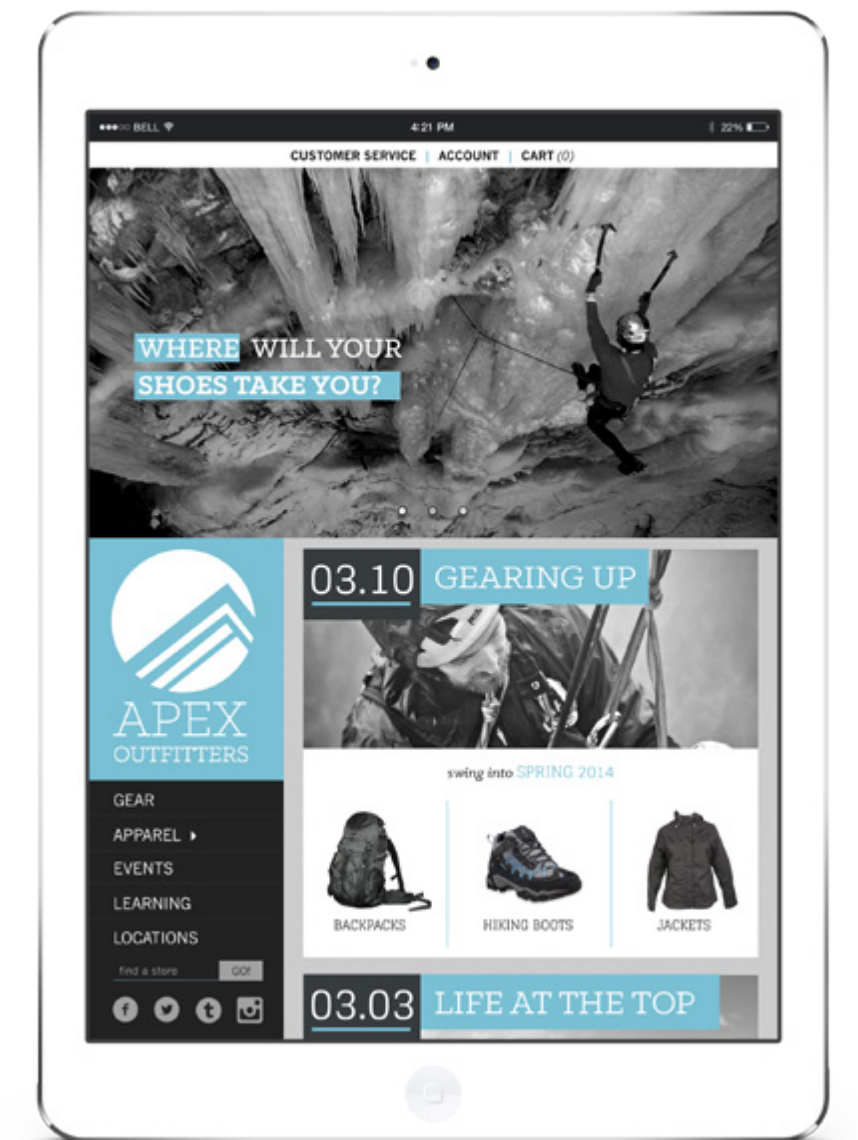 BELL
4:21 PM
22%
CUSTOMER SERVICE | ACCOUNT | CART (0)
WHERE WILL YOUR
SHOES TAKE YOU?
APEX
OUTFITTERS
GEAR
APPAREL
EVENTS
LEARNING
LOCATIONS
find a store GO!
03.10 GEARING UP
swing into SPRING 2014
BACKPACKS
HIKING BOOTS
JACKETS
03.03 LIFE AT THE TOP